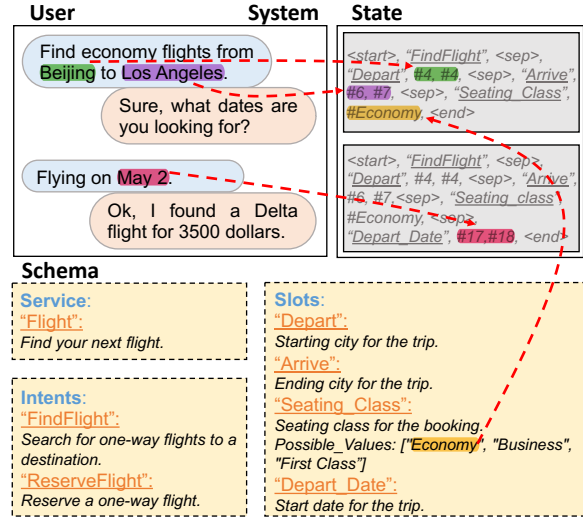 User
System
State
Find economy flights from
Beijing to Los Angeles.
Sure, what dates are
you looking for?
Flying on May 2.
Ok, I found a Delta
flight for 3500 dollars.
<start>, “FindFlight”, <sep>,
“Depart”, #4, #4, <sep>, “Arrive”,
#6, #7, <sep>, “Seating_Class”,
#Economy, <end>
<start>, “FindFlight”, <sep>,
“Depart”, #4, #4, <sep>, “Arrive”,
#6, #7,<sep>, “Seating_class”,
#Economy, <sep>,
“Depart_Date”, #17,#18, <end>
Schema
Service:
“Flight”:
Find your next flight.
Intents:
“FindFlight”:
Search for one-way flights to a
destination.
“ReserveFlight”:
Reserve a one-way flight.
Slots:
“Depart”:
Starting city for the trip.
“Arrive”:
Ending city for the trip.
“Seating_Class”:
Seating class for the booking.
Possible_Values: ["Economy", "Business",
"First Class”]
“Depart_Date”:
Start date for the trip.